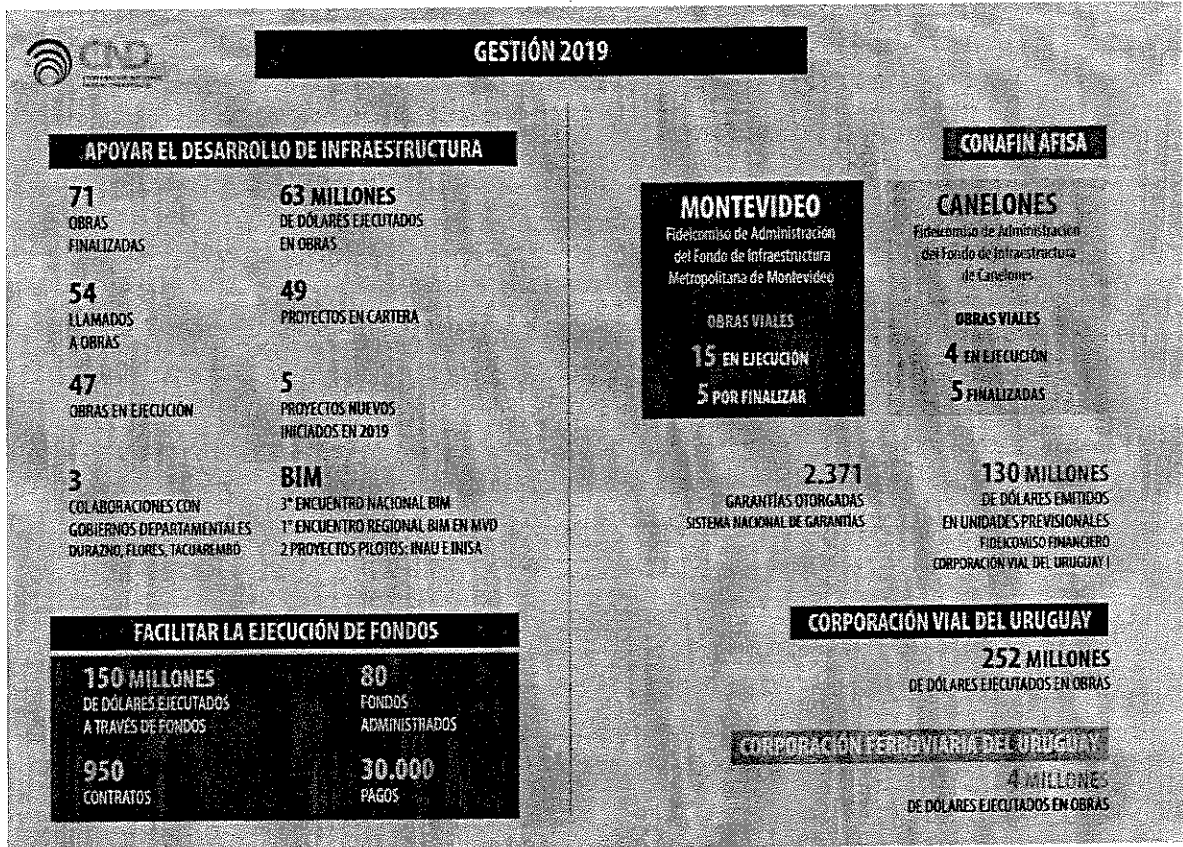 CND
GESTIÓN 2019
APOYAR EL DESARROLLO DE INFRAESTRUCTURA
71
OBRAS
FINALIZADAS
63 MILLONES
DE DÓLARES EJECUTADOS
EN OBRAS
54
LLAMADOS
A OBRAS
49
PROYECTOS EN CARTERA
47
OBRAS EN EJECUCIÓN
5
PROYECTOS NUEVOS
INICIADOS EN 2019
3
COLABORACIONES CON
GOBIERNOS DEPARTAMENTALES
DURAZNO, FLORES, TACUAREMBÓ
BIM
3° ENCUENTRO NACIONAL BIM
1° ENCUENTRO REGIONAL BIM EN MVD
2 PROYECTOS PILOTOS: INAU E INISA
FACILITAR LA EJECUCIÓN DE FONDOS
150 MILLONES
DE DÓLARES EJECUTADOS
A TRAVÉS DE FONDOS
80
FONDOS
ADMINISTRADOS
950
CONTRATOS
30.000
PAGOS
CONAFIN AFISA
MONTEVIDEO
Fideicomiso de Administración
del Fondo de Infraestructura
Metropolitana de Montevideo
OBRAS VIALES
15 EN EJECUCIÓN
5 POR FINALIZAR
CANELONES
Fideicomiso de Administración
del Fondo de Infraestructura
de Canelones
OBRAS VIALES
4 EN EJECUCIÓN
5 FINALIZADAS
2.371
GARANTÍAS OTORGADAS
SISTEMA NACIONAL DE GARANTÍAS
130 MILLONES
DE DÓLARES EMITIDOS
EN UNIDADES PREVISIONALES
FIDEICOMISO FINANCIERO
CORPORACIÓN VIAL DEL URUGUAY I
CORPORACIÓN VIAL DEL URUGUAY
252 MILLONES
DE DÓLARES EJECUTADOS EN OBRAS
CORPORACIÓN FERROVIARIA DEL URUGUAY
4 MILLONES
DE DÓLARES EJECUTADOS EN OBRAS